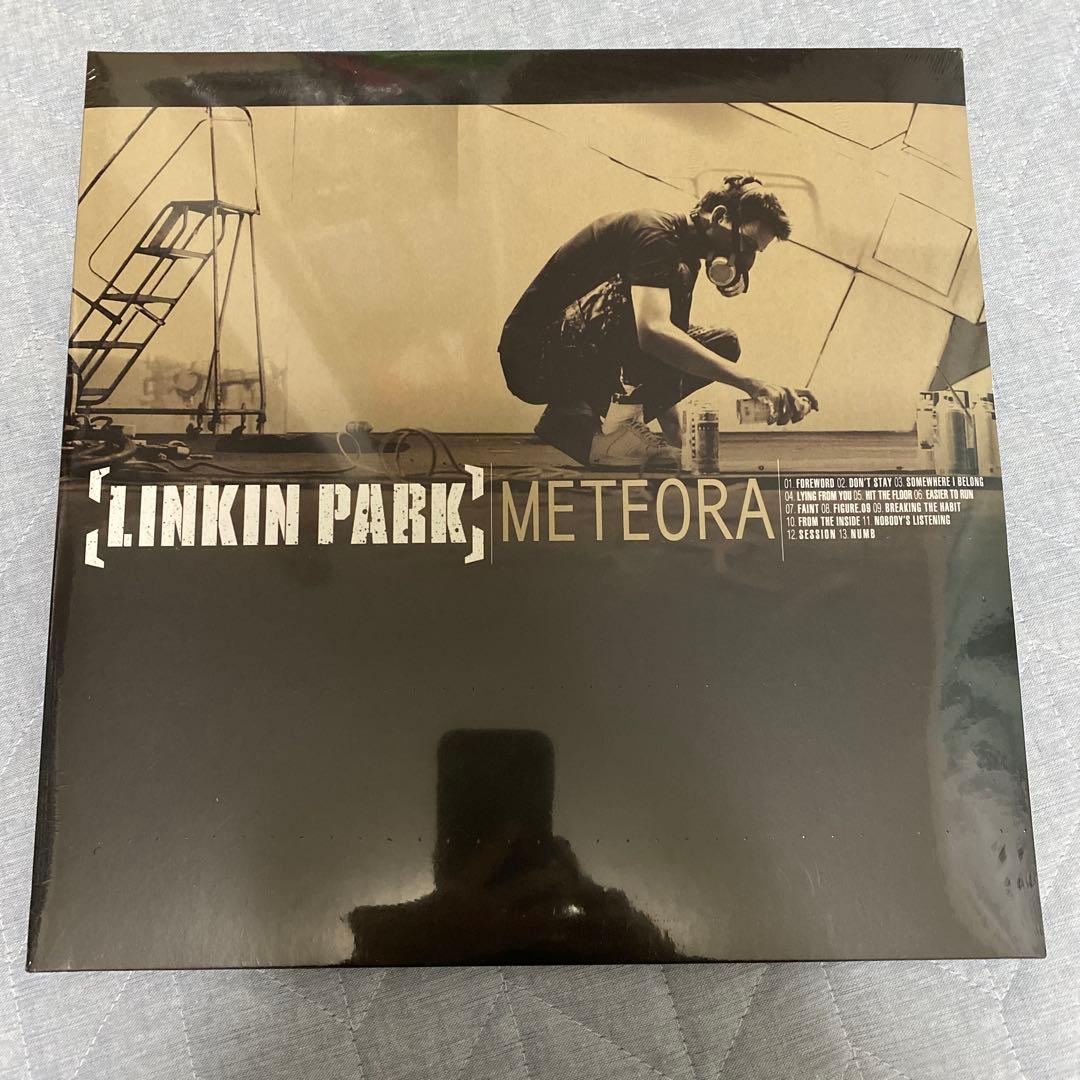 [LINKIN PARK] METEORA
01. FOREWORD 02. DON'T STAY 03. SOMEWHERE I BELONG
04. LYING FROM YOU 05. HIT THE FLOOR 06. EASIER TO RUN
07. FAINT 08. FIGURE.09 09. BREAKING THE HABIT
10. FROM THE INSIDE 11. NOBODY'S LISTENING
12. SESSION 13. NUMB